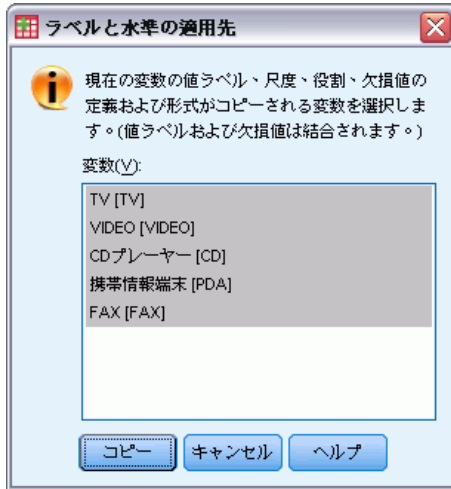 ラベルと水準の適用先
現在の変数の値ラベル、尺度、役割、欠損値の
定義および形式がコピーされる変数を選択しま
す。(値ラベルおよび欠損値は結合されます。)
変数(V):
TV [TV]
VIDEO [VIDEO]
CDプレーヤー [CD]
携帯情報端末 [PDA]
FAX [FAX]
コピー キャンセル ヘルプ